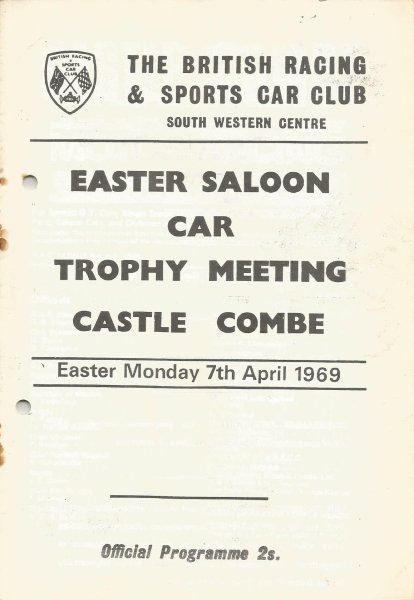 BRITISH RACING
& SPORTS
CAR
CLUB
THE BRITISH RACING
& SPORTS CAR CLUB
SOUTH WESTERN CENTRE
EASTER SALOON
CAR
TROPHY MEETING
CASTLE COMBE
Easter Monday 7th April 1969
Official Programme 2s.